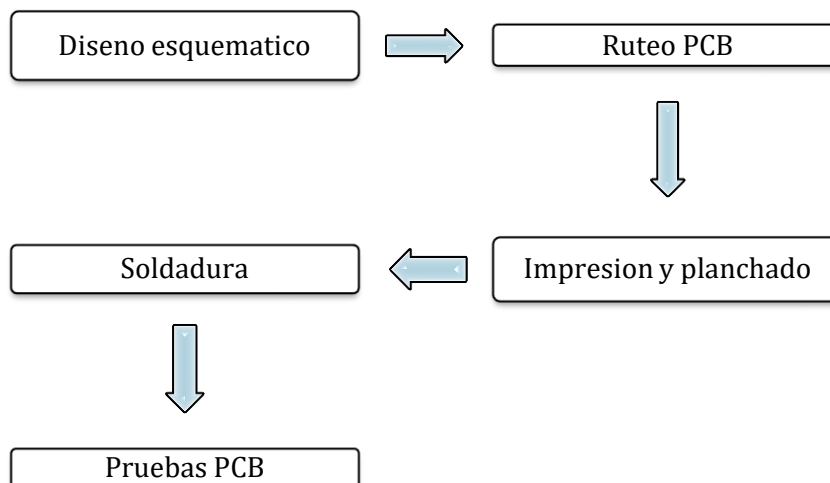 Diseno esquematico
Ruteo PCB
Impresion y planchado
Soldadura
Pruebas PCB